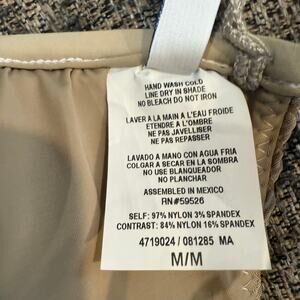 HAND WASH COLD
LINE DRY IN SHADE
NO BLEACH DO NOT IRON
LAVER A LA MAIN A L'EAU FROIDE
ETENDRE A L'OMBRE
NE PAS JAVELLISER
NE PAS REPASSER
LAVADO A MANO CON AGUA FRIA
COLGAR A SECAR EN LA SOMBRA
NO USAR BLANQUEADOR
NO PLANCHAR
ASSEMBLED IN MEXICO
RN#59526
SELF: 97% NYLON 3% SPANDEX
CONTRAST: 84% NYLON 16% SPANDEX
4719024 / 081285 MA
M/M